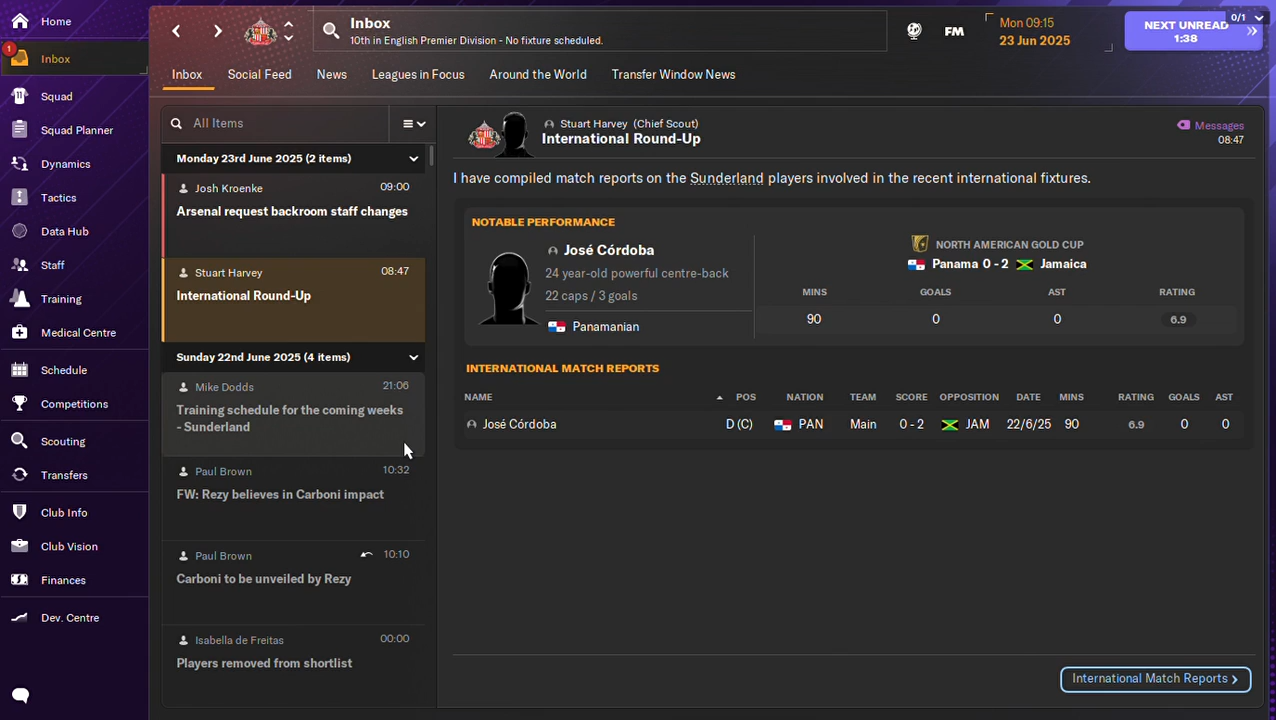 Home
1
Inbox
Squad
Squad Planner
Dynamics
Tactics
Data Hub
Staff
Training
Medical Centre
Schedule
Competitions
Scouting
Transfers
Club Info
Club Vision
Finances
Dev. Centre
Inbox
10th in English Premier Division - No fixture scheduled.
FM
Mon 09:15
23 Jun 2025
NEXT UNREAD
1:38
0/1
Inbox Social Feed News Leagues in Focus Around the World Transfer Window News
All Items
Monday 23rd June 2025 (2 items)
Josh Kroenke 09:00
Arsenal request backroom staff changes
Stuart Harvey 08:47
International Round-Up
Sunday 22nd June 2025 (4 items)
Mike Dodds 21:06
Training schedule for the coming weeks
- Sunderland
Paul Brown 10:32
FW: Rezy believes in Carboni impact
Paul Brown 10:10
Carboni to be unveiled by Rezy
Isabella de Freitas 00:00
Players removed from shortlist
Stuart Harvey (Chief Scout)
International Round-Up
Messages
08:47
I have compiled match reports on the Sunderland players involved in the recent international fixtures.
NOTABLE PERFORMANCE
José Córdoba
24 year-old powerful centre-back
22 caps / 3 goals
Panamanian
NORTH AMERICAN GOLD CUP
Panama 0 - 2 Jamaica
MINS GOALS AST RATING
90 0 0 6.9
INTERNATIONAL MATCH REPORTS
NAME POS NATION TEAM SCORE OPPOSITION DATE MINS RATING GOALS AST
José Córdoba D (C) PAN Main 0 - 2 JAM 22/6/25 90 6.9 0 0
International Match Reports